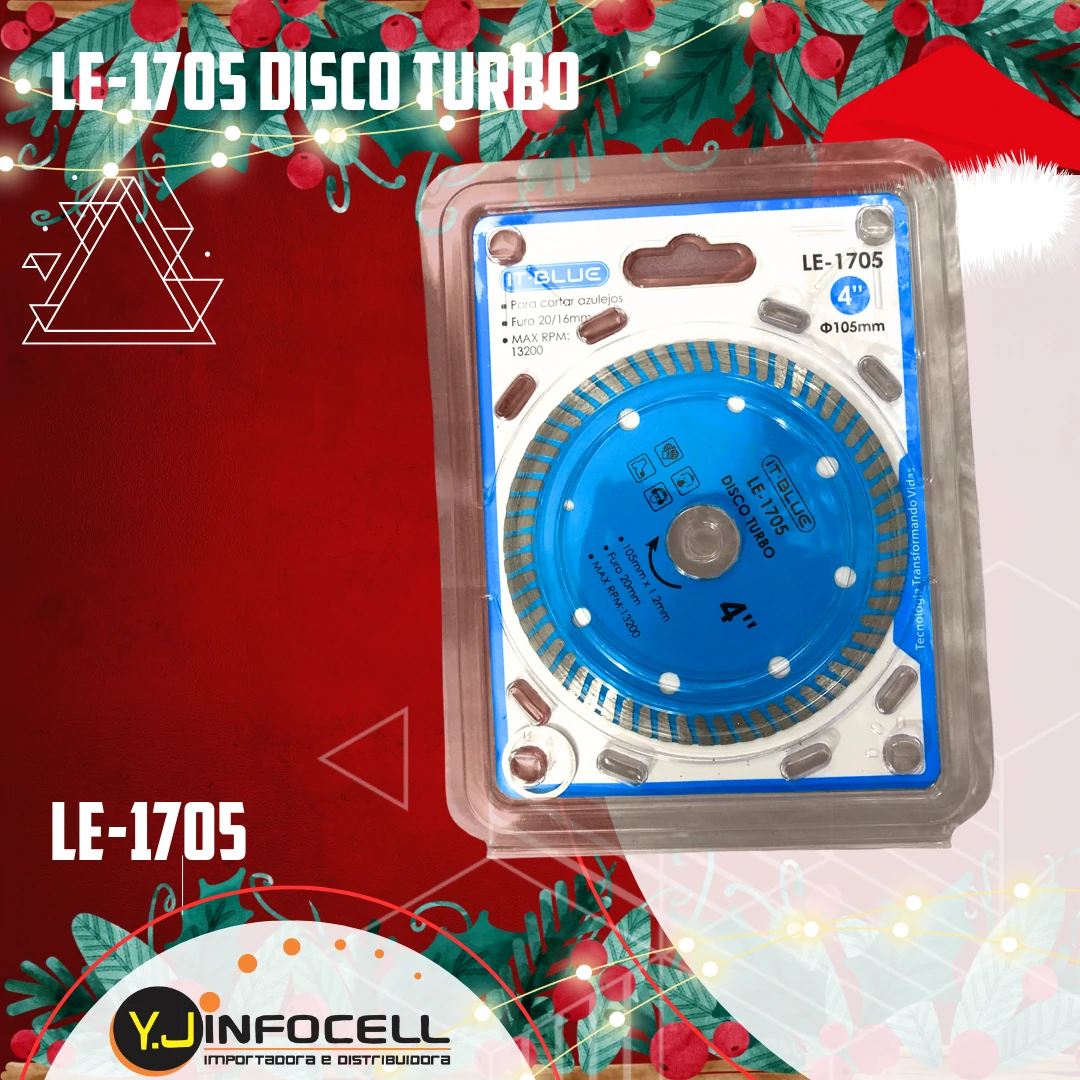 LE-1705 DISCO TURBO
IT·BLUE
• Para cortar azulejos
• Furo 20/16mm
• MAX RPM:
13200
LE-1705
4"
Φ105mm
IT·BLUE
LE-1705
DISCO TURBO
• 105mm x 1.2mm
• Furo 20mm
• MAX RPM:13200
4"
Tecnologia Transformando Vidas.
LE-1705
Y.J INFOCELL
IMPORTADORA E DISTRIBUIDORA